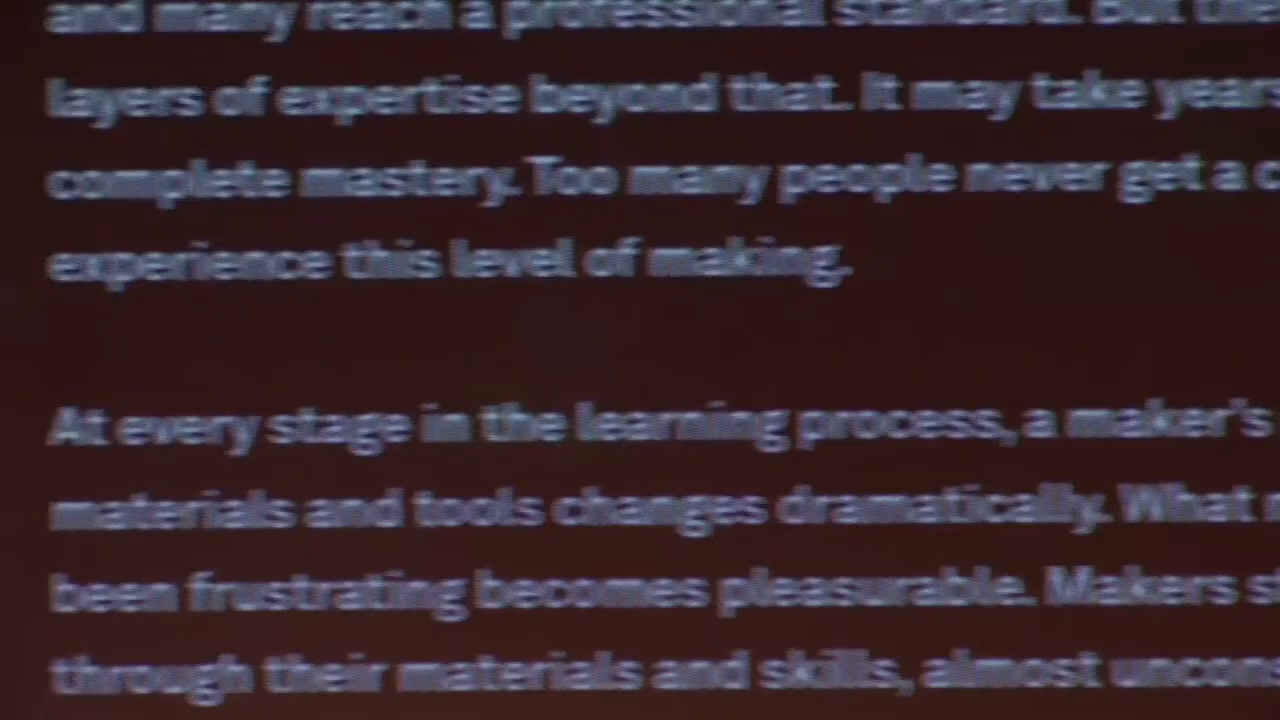 and many reach a professional standard. But
layers of expertise beyond that. It may take years
complete mastery. Too many people never get a
experience this level of making.
At every stage in the learning process, a maker's
materials and tools changes dramatically. What
been frustrating becomes pleasurable. Makers
through their materials and skills, almost